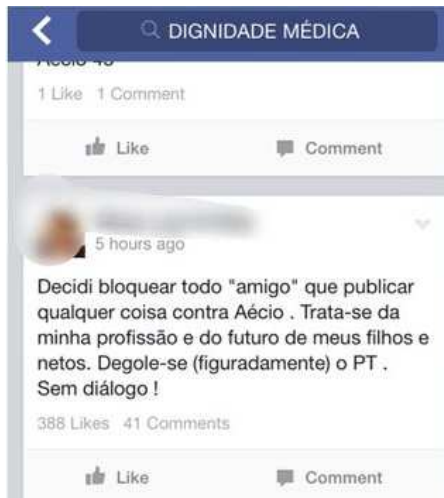 DIGNIDADE MÉDICA
1 Like 1 Comment
Like Comment
5 hours ago
Decidi bloquear todo "amigo" que publicar
qualquer coisa contra Aécio . Trata-se da
minha profissão e do futuro de meus filhos e
netos. Degole-se (figuradamente) o PT .
Sem diálogo !
388 Likes 41 Comments
Like Comment